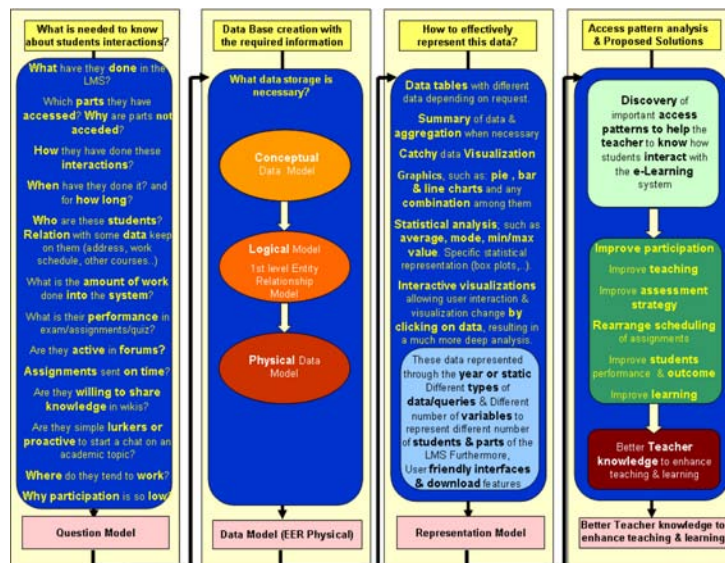 What is needed to know
about students interactions?
What have they done in the
LMS?
Which parts they have
accessed? Why are parts not
acceded?
How they have done these
interactions?
When have they done it? and
for how long?
Who are these students?
Relation with some data keep
on them (address, work
schedule, other courses...)
What is the amount of work
done into the system?
What is their performance in
exam/assignments/quiz?
Are they active in forums?
Assignments sent on time?
Are they willing to share
knowledge in wikis?
Are they simple lurkers or
proactive to start a chat on an
academic topic?
Where do they tend to work?
Why participation is so low?
Question Model
Data Base creation with
the required information
What data storage is
necessary?
Conceptual
Data Model
Logical Model
1st level Entity
Relationship
Model
Physical Data
Model
Data Model (EER Physical)
How to effectively
represent this data?
Data tables with different
data depending on request.
Summary of data &
aggregation when necessary
Catchy data Visualization
Graphics, such as: pie , bar
& line charts and any
combination among them
Statistical analysis; such as
average, mode, min/max
value. Specific statistical
representation (box plots,..).
Interactive visualizations
allowing user interaction &
visualization change by
clicking on data, resulting in
a much more deep analysis.
These data represented
through the year or static
Different types of
data/queries & Different
number of variables to
represent different number
of students & parts of the
LMS Furthermore,
User friendly interfaces
& download features
Representation Model
Access pattern analysis
& Proposed Solutions
Discovery of
important access
patterns to help the
teacher to know how
students interact with
the e-Learning
system
Improve participation
Improve teaching
Improve assessment
strategy
Rearrange scheduling
of assignments
Improve students
performance & outcome
Improve learning
Better Teacher
knowledge to enhance
teaching & learning
Better Teacher knowledge to
enhance teaching & learning